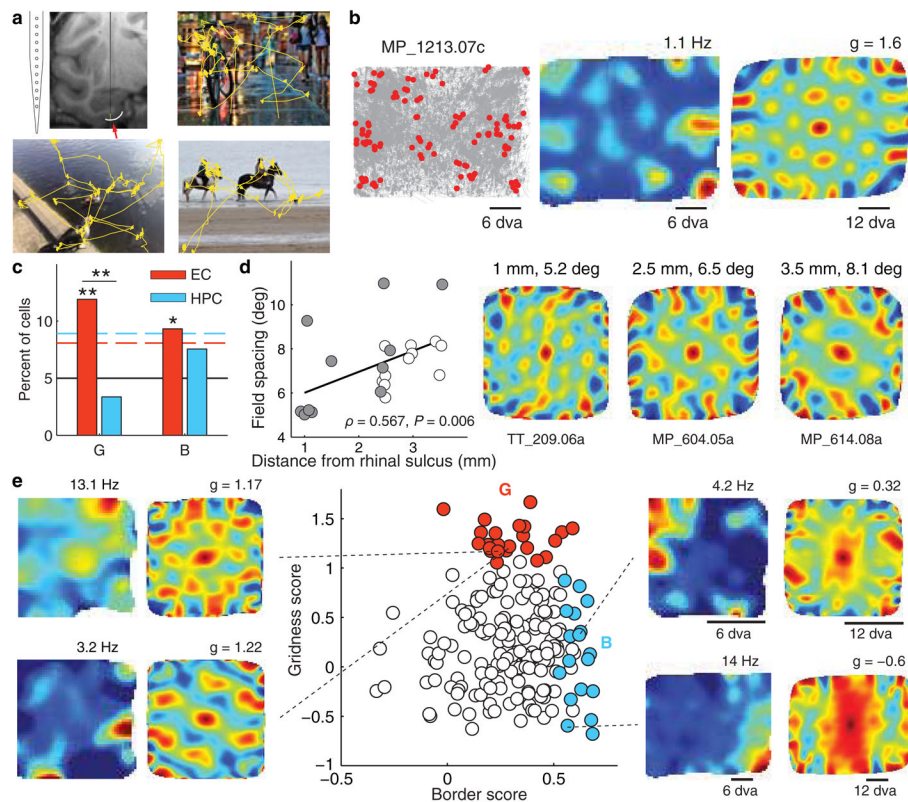 a
b
MP_1213.07c
1.1 Hz
g = 1.6
6 dva
6 dva
12 dva
c
EC
HPC
**
**
*
Percent of cells
10
5
0
G
B
d
Field spacing (deg)
10
8
6
4
1
2
3
Distance from rhinal sulcus (mm)
ρ = 0.567, P = 0.006
1 mm, 5.2 deg
2.5 mm, 6.5 deg
3.5 mm, 8.1 deg
TT_209.06a
MP_604.05a
MP_614.08a
e
13.1 Hz
g = 1.17
3.2 Hz
g = 1.22
G
B
Gridness score
1.5
1
0.5
0
−0.5
−1
−0.5
0
0.5
Border score
4.2 Hz
g = 0.32
6 dva
12 dva
14 Hz
g = −0.6
6 dva
12 dva